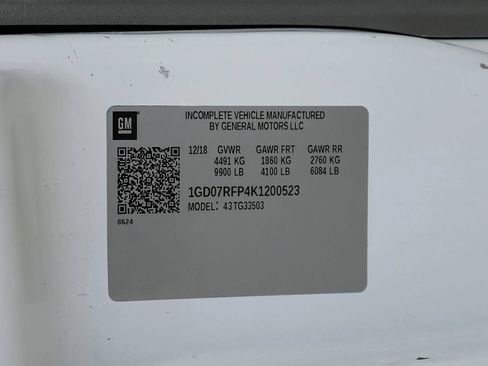 GM
INCOMPLETE VEHICLE MANUFACTURED
BY GENERAL MOTORS LLC
12/18 GVWR GAWR FRT GAWR RR
4491 KG 1860 KG 2760 KG
9900 LB 4100 LB 6084 LB
1GD07RFP4K1200523
MODEL: 43TG33503
8624